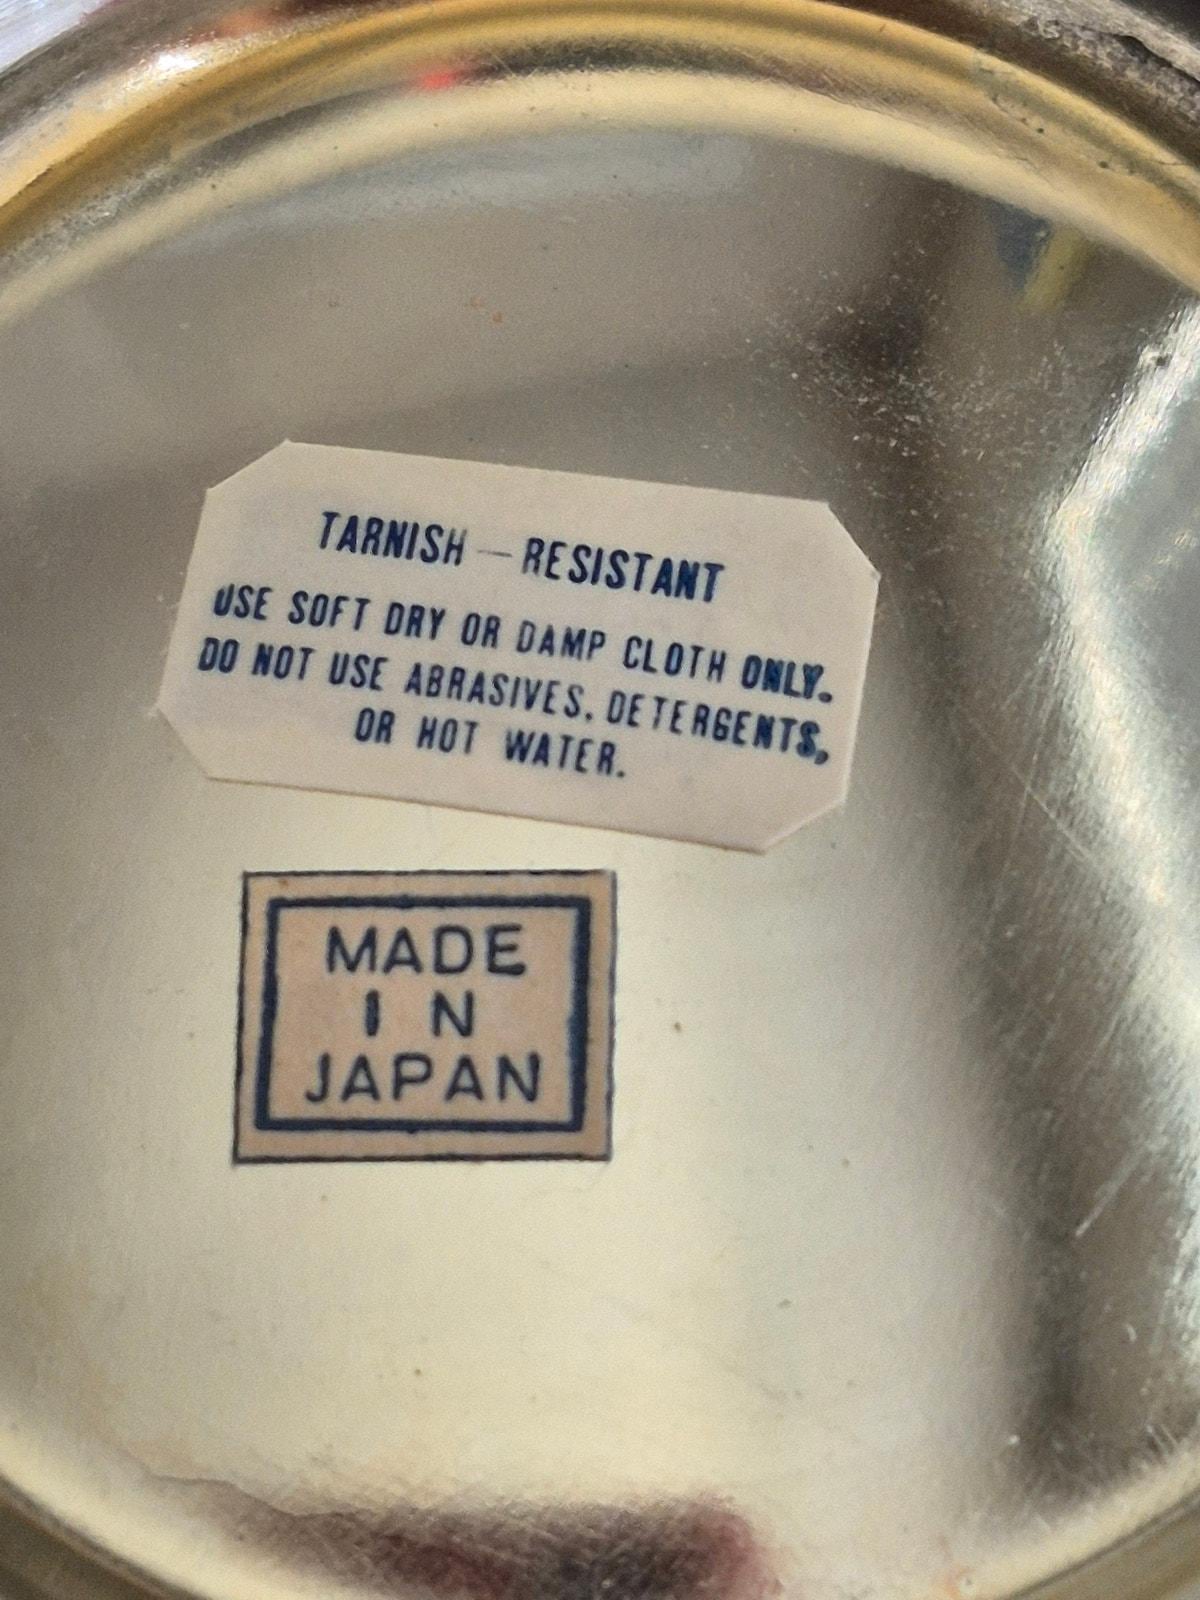 TARNISH — RESISTANT
USE SOFT DRY OR DAMP CLOTH ONLY.
DO NOT USE ABRASIVES, DETERGENTS,
OR HOT WATER.
MADE
IN
JAPAN